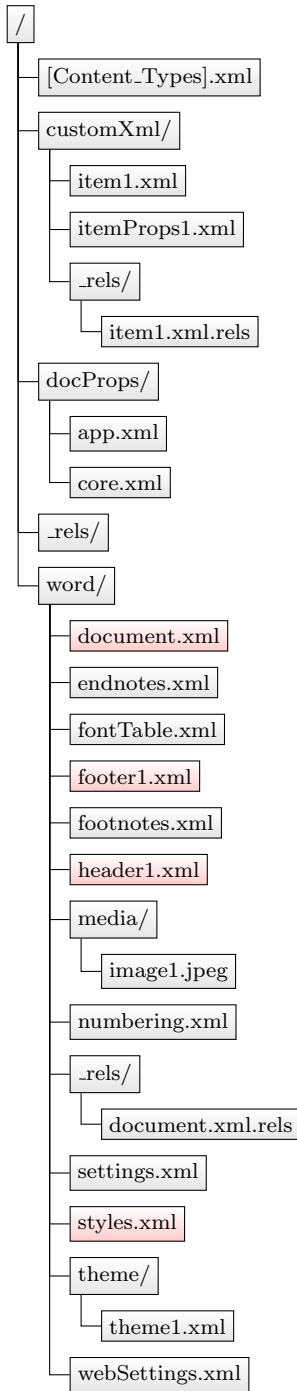 /
[Content_Types].xml
customXml/
item1.xml
itemProps1.xml
_rels/
item1.xml.rels
docProps/
app.xml
core.xml
_rels/
word/
document.xml
endnotes.xml
fontTable.xml
footer1.xml
footnotes.xml
header1.xml
media/
image1.jpeg
numbering.xml
_rels/
document.xml.rels
settings.xml
styles.xml
theme/
theme1.xml
webSettings.xml